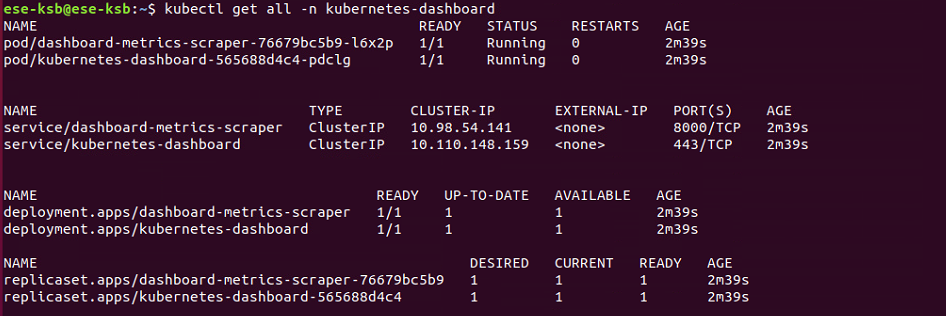 ese-ksb@ese-ksb:~$ kubectl get all -n kubernetes-dashboard
NAME READY STATUS RESTARTS AGE
pod/dashboard-metrics-scraper-76679bc5b9-l6x2p 1/1 Running 0 2m39s
pod/kubernetes-dashboard-565688d4c4-pdclg 1/1 Running 0 2m39s
NAME TYPE CLUSTER-IP EXTERNAL-IP PORT(S) AGE
service/dashboard-metrics-scraper ClusterIP 10.98.54.141 <none> 8000/TCP 2m39s
service/kubernetes-dashboard ClusterIP 10.110.148.159 <none> 443/TCP 2m39s
NAME READY UP-TO-DATE AVAILABLE AGE
deployment.apps/dashboard-metrics-scraper 1/1 1 1 2m39s
deployment.apps/kubernetes-dashboard 1/1 1 1 2m39s
NAME DESIRED CURRENT READY AGE
replicaset.apps/dashboard-metrics-scraper-76679bc5b9 1 1 1 2m39s
replicaset.apps/kubernetes-dashboard-565688d4c4 1 1 1 2m39s